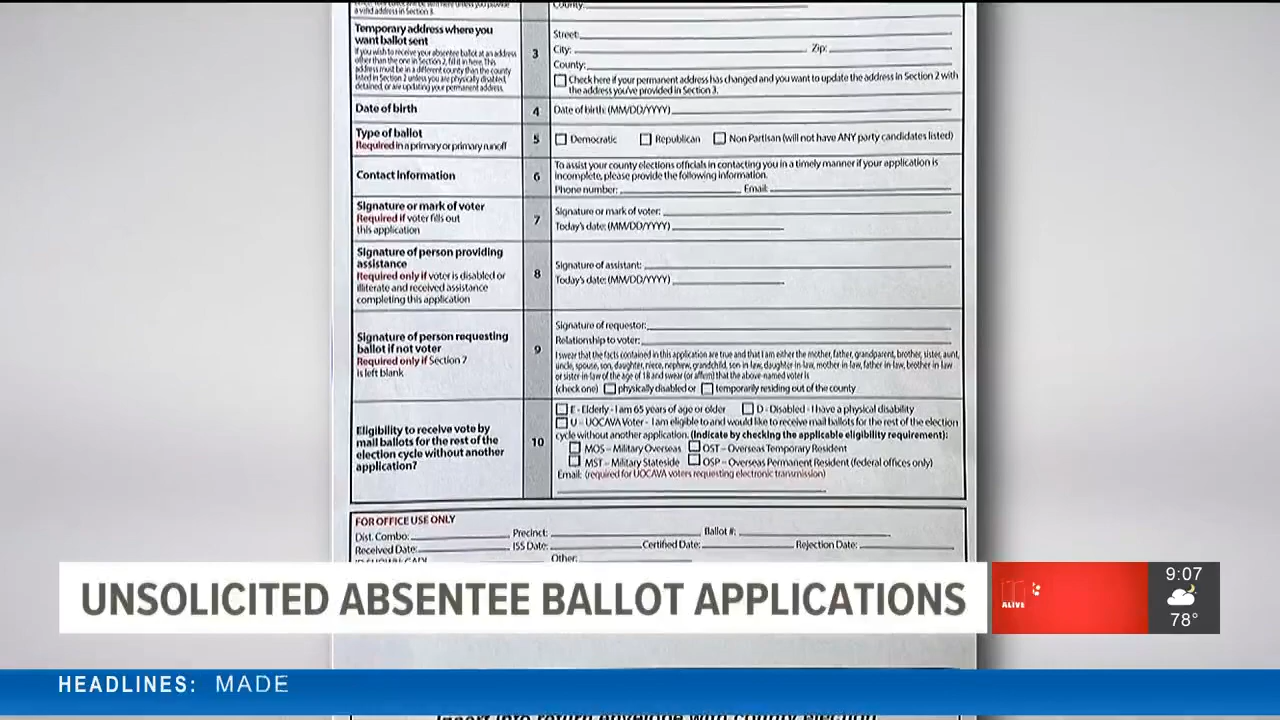 a valid address in Section 3.
County:
Temporary address where you
want ballot sent
If you wish to receive your absentee ballot at an address
other than the one in Section 2, fill it in here. This
address must be in a different county than the county
listed in Section 2 unless you are physically disabled,
detained, or are updating your permanent address.
3
Street:
City: Zip:
County:
Check here if your permanent address has changed and you want to update the address in Section 2 with
the address you've provided in Section 3.
Date of birth
4
Date of birth: (MM/DD/YYYY)
Type of ballot
Required in a primary or primary runoff
5
Democratic Republican Non Partisan (will not have ANY party candidates listed)
Contact Information
6
To assist your county elections officials in contacting you in a timely manner if your application is
incomplete, please provide the following information.
Phone number: Email:
Signature or mark of voter
Required if voter fills out
this application
7
Signature or mark of voter:
Today's date: (MM/DD/YYYY)
Signature of person providing
assistance
Required only if voter is disabled or
illiterate and received assistance
completing this application
8
Signature of assistant:
Today's date: (MM/DD/YYYY)
Signature of person requesting
ballot if not voter
Required only if Section 7
is left blank
9
Signature of requestor:
Relationship to voter:
I swear that the facts contained in this application are true and that I am either the mother, father, grandparent, brother, sister, aunt,
uncle, spouse, son, daughter, niece, nephew, grandchild, son in law, daughter in law, mother in law, father in law, brother in law
or sister in law of the age of 18 and swear (or affirm) that the above-named voter is
(check one) physically disabled or temporarily residing out of the county
Eligibility to receive vote by
mail ballots for the rest of the
election cycle without another
application?
10
E - Elderly - I am 65 years of age or older D - Disabled - I have a physical disability
U - UOCAVA Voter - I am eligible to and would like to receive mail ballots for the rest of the election
cycle without another application. (Indicate by checking the applicable eligibility requirement):
MOS – Military Overseas OST – Overseas Temporary Resident
MST – Military Stateside OSP – Overseas Permanent Resident (federal offices only)
Email: (required for UOCAVA voters requesting electronic transmission)
FOR OFFICE USE ONLY
Dist. Combo: Precinct: Ballot #:
Received Date: ISS Date: Certified Date: Rejection Date:
Other:
UNSOLICITED ABSENTEE BALLOT APPLICATIONS
11
ALIVE
9:07
78°
HEADLINES: MADE
Insert into return envelope with county election